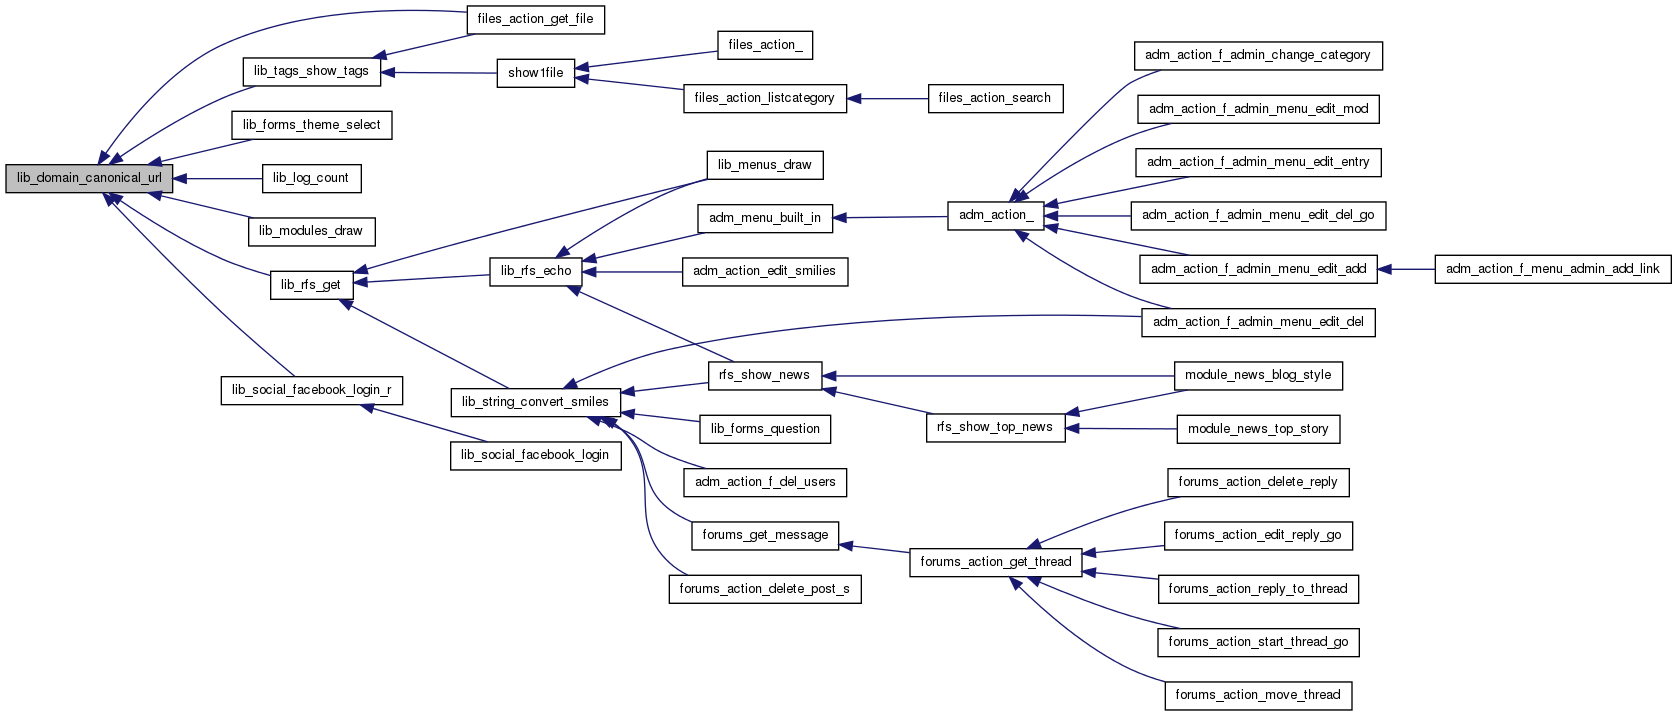 files_action_get_file
files_action_
adm_action_f_admin_change_category
lib_tags_show_tags
show1file
files_action_listcategory
files_action_search
adm_action_f_admin_menu_edit_mod
lib_forms_theme_select
lib_menus_draw
adm_action_f_admin_menu_edit_entry
lib_domain_canonical_url
lib_log_count
adm_menu_built_in
adm_action_
adm_action_f_admin_menu_edit_del_go
lib_modules_draw
lib_rfs_get
lib_rfs_echo
adm_action_edit_smilies
adm_action_f_admin_menu_edit_add
adm_action_f_menu_admin_add_link
adm_action_f_admin_menu_edit_del
lib_social_facebook_login_r
lib_string_convert_smiles
rfs_show_news
module_news_blog_style
lib_forms_question
rfs_show_top_news
module_news_top_story
lib_social_facebook_login
adm_action_f_del_users
forums_action_delete_reply
forums_get_message
forums_action_get_thread
forums_action_edit_reply_go
forums_action_delete_post_s
forums_action_reply_to_thread
forums_action_start_thread_go
forums_action_move_thread